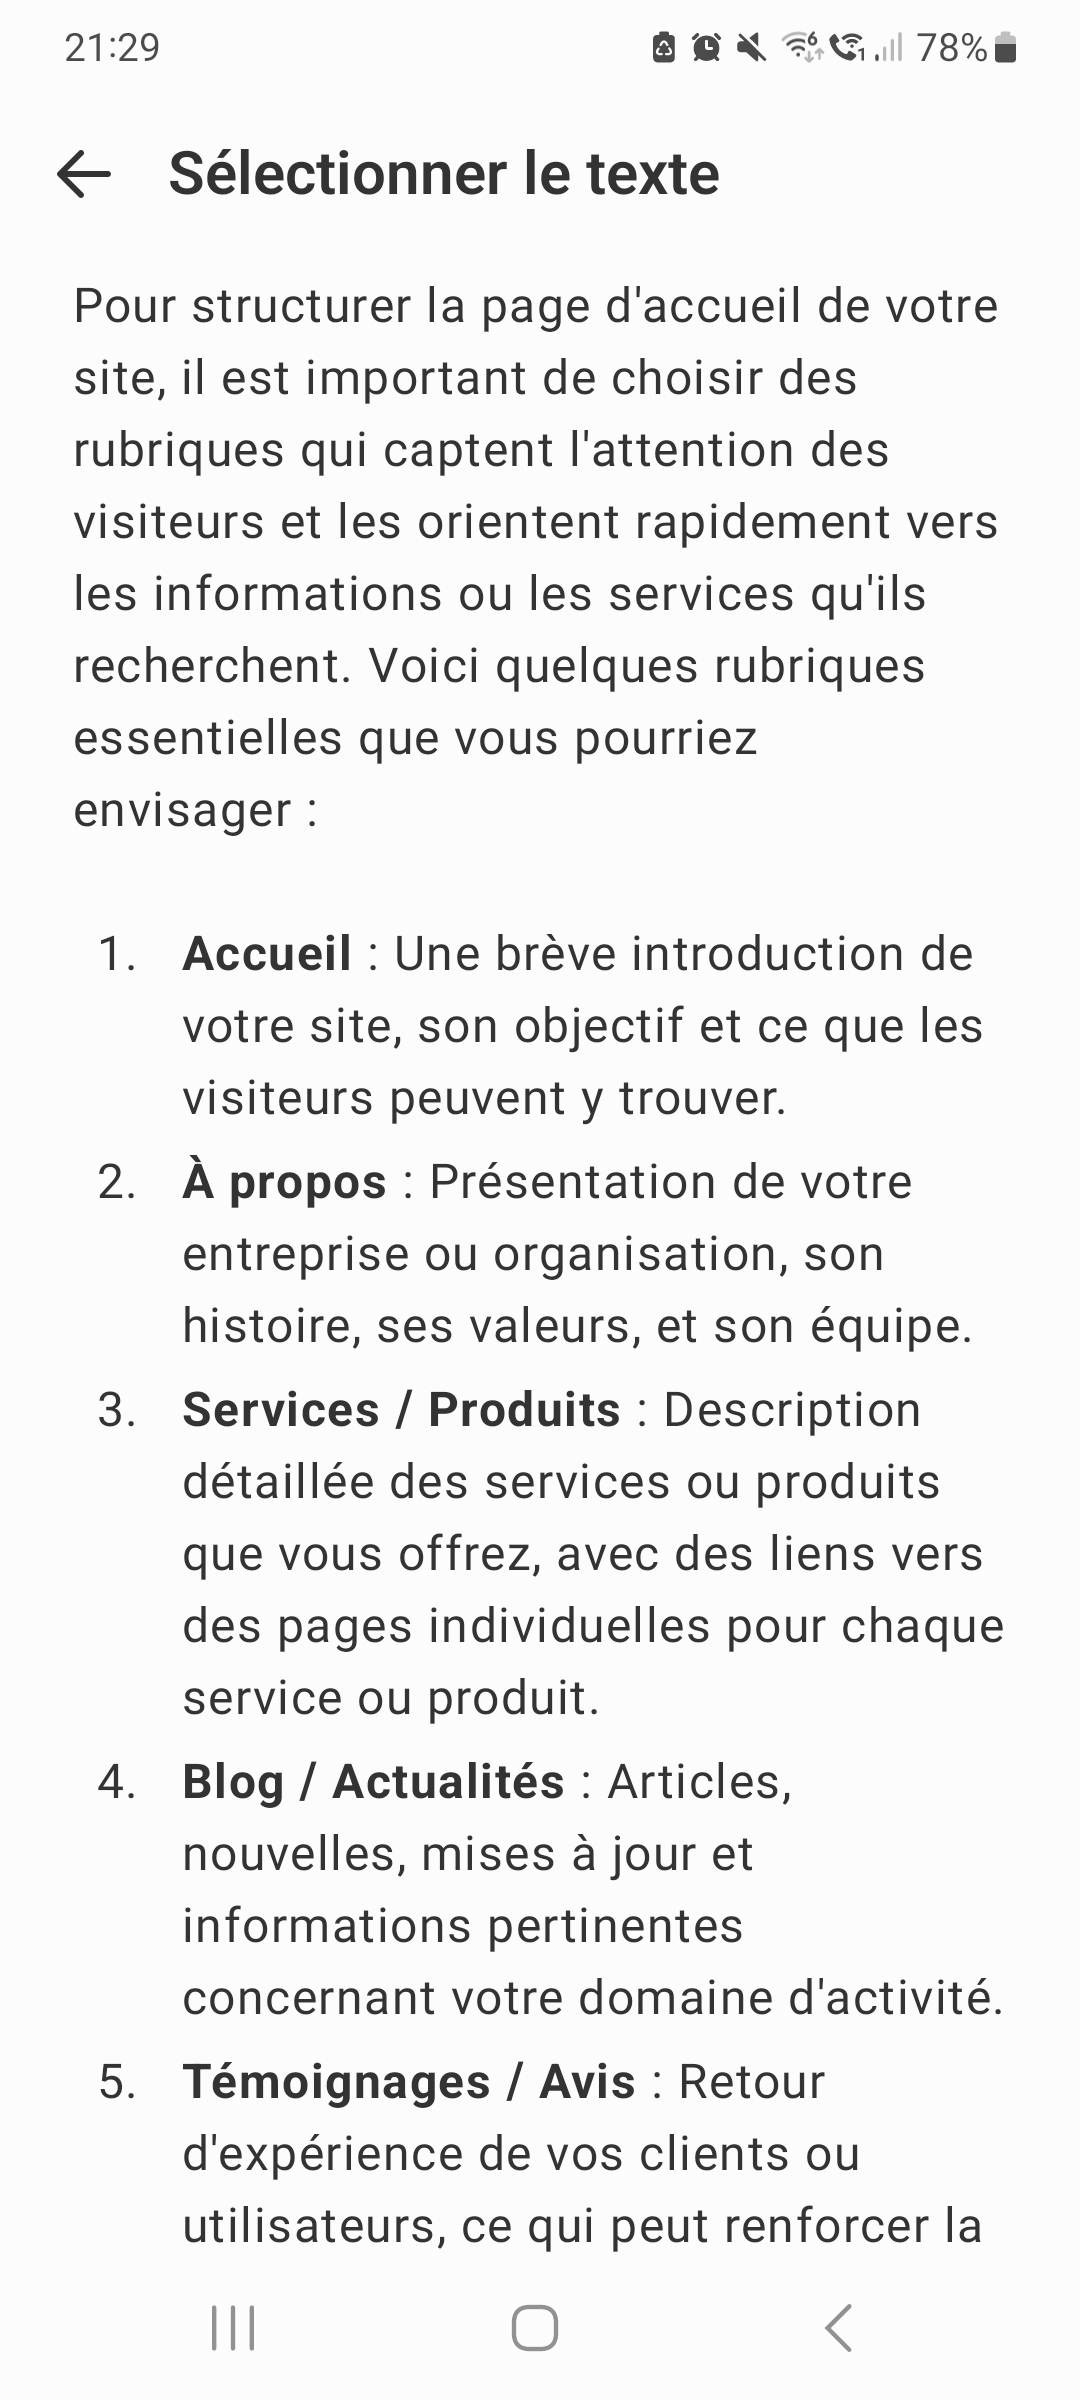 21:29
6
1
78%
Sélectionner le texte
Pour structurer la page d'accueil de votre
site, il est important de choisir des
rubriques qui captent l'attention des
visiteurs et les orientent rapidement vers
les informations ou les services qu'ils
recherchent. Voici quelques rubriques
essentielles que vous pourriez
envisager :
1. Accueil : Une brève introduction de
votre site, son objectif et ce que les
visiteurs peuvent y trouver.
2. À propos : Présentation de votre
entreprise ou organisation, son
histoire, ses valeurs, et son équipe.
3. Services / Produits : Description
détaillée des services ou produits
que vous offrez, avec des liens vers
des pages individuelles pour chaque
service ou produit.
4. Blog / Actualités : Articles,
nouvelles, mises à jour et
informations pertinentes
concernant votre domaine d'activité.
5. Témoignages / Avis : Retour
d'expérience de vos clients ou
utilisateurs, ce qui peut renforcer la